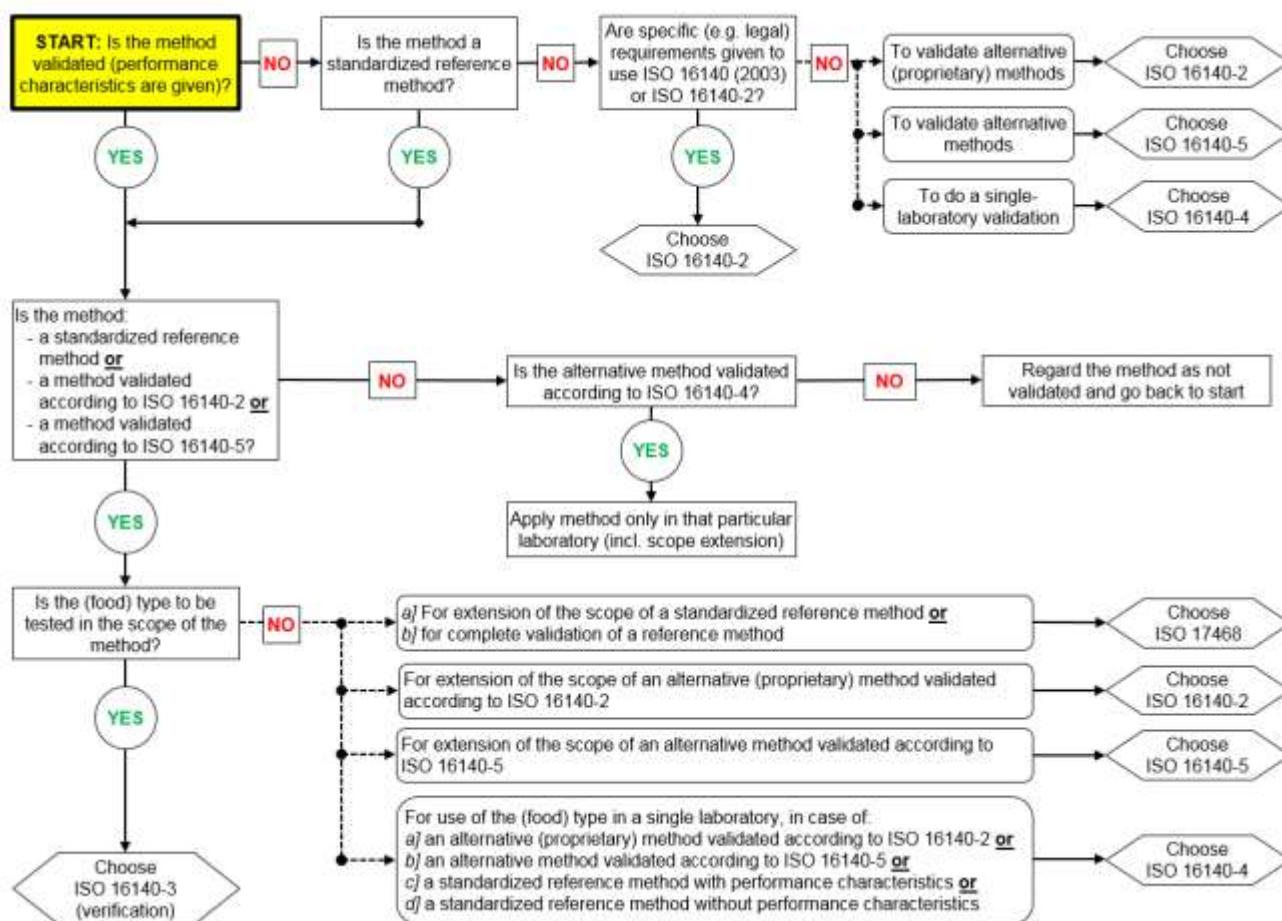 START: Is the method
validated (performance
characteristics are given)?
NO
Is the method a
standardized reference
method?
NO
Are specific (e.g. legal)
requirements given to
use ISO 16140 (2003)
or ISO 16140-2?
NO
To validate alternative
(proprietary) methods
Choose
ISO 16140-2
To validate alternative
methods
Choose
ISO 16140-5
To do a single-
laboratory validation
Choose
ISO 16140-4
YES
YES
YES
Choose
ISO 16140-2
Is the method:
- a standardized reference
method or
- a method validated
according to ISO 16140-2 or
- a method validated
according to ISO 16140-5?
NO
Is the alternative method validated
according to ISO 16140-4?
NO
Regard the method as not
validated and go back to start
YES
YES
Apply method only in that particular
laboratory (incl. scope extension)
Is the (food) type to be
tested in the scope of the
method?
NO
a] For extension of the scope of a standardized reference method or
b] for complete validation of a reference method
Choose
ISO 17468
For extension of the scope of an alternative (proprietary) method validated
according to ISO 16140-2
Choose
ISO 16140-2
For extension of the scope of an alternative method validated according to
ISO 16140-5
Choose
ISO 16140-5
For use of the (food) type in a single laboratory, in case of:
a] an alternative (proprietary) method validated according to ISO 16140-2 or
b] an alternative method validated according to ISO 16140-5 or
c] a standardized reference method with performance characteristics or
d] a standardized reference method without performance characteristics
Choose
ISO 16140-4
YES
Choose
ISO 16140-3
(verification)